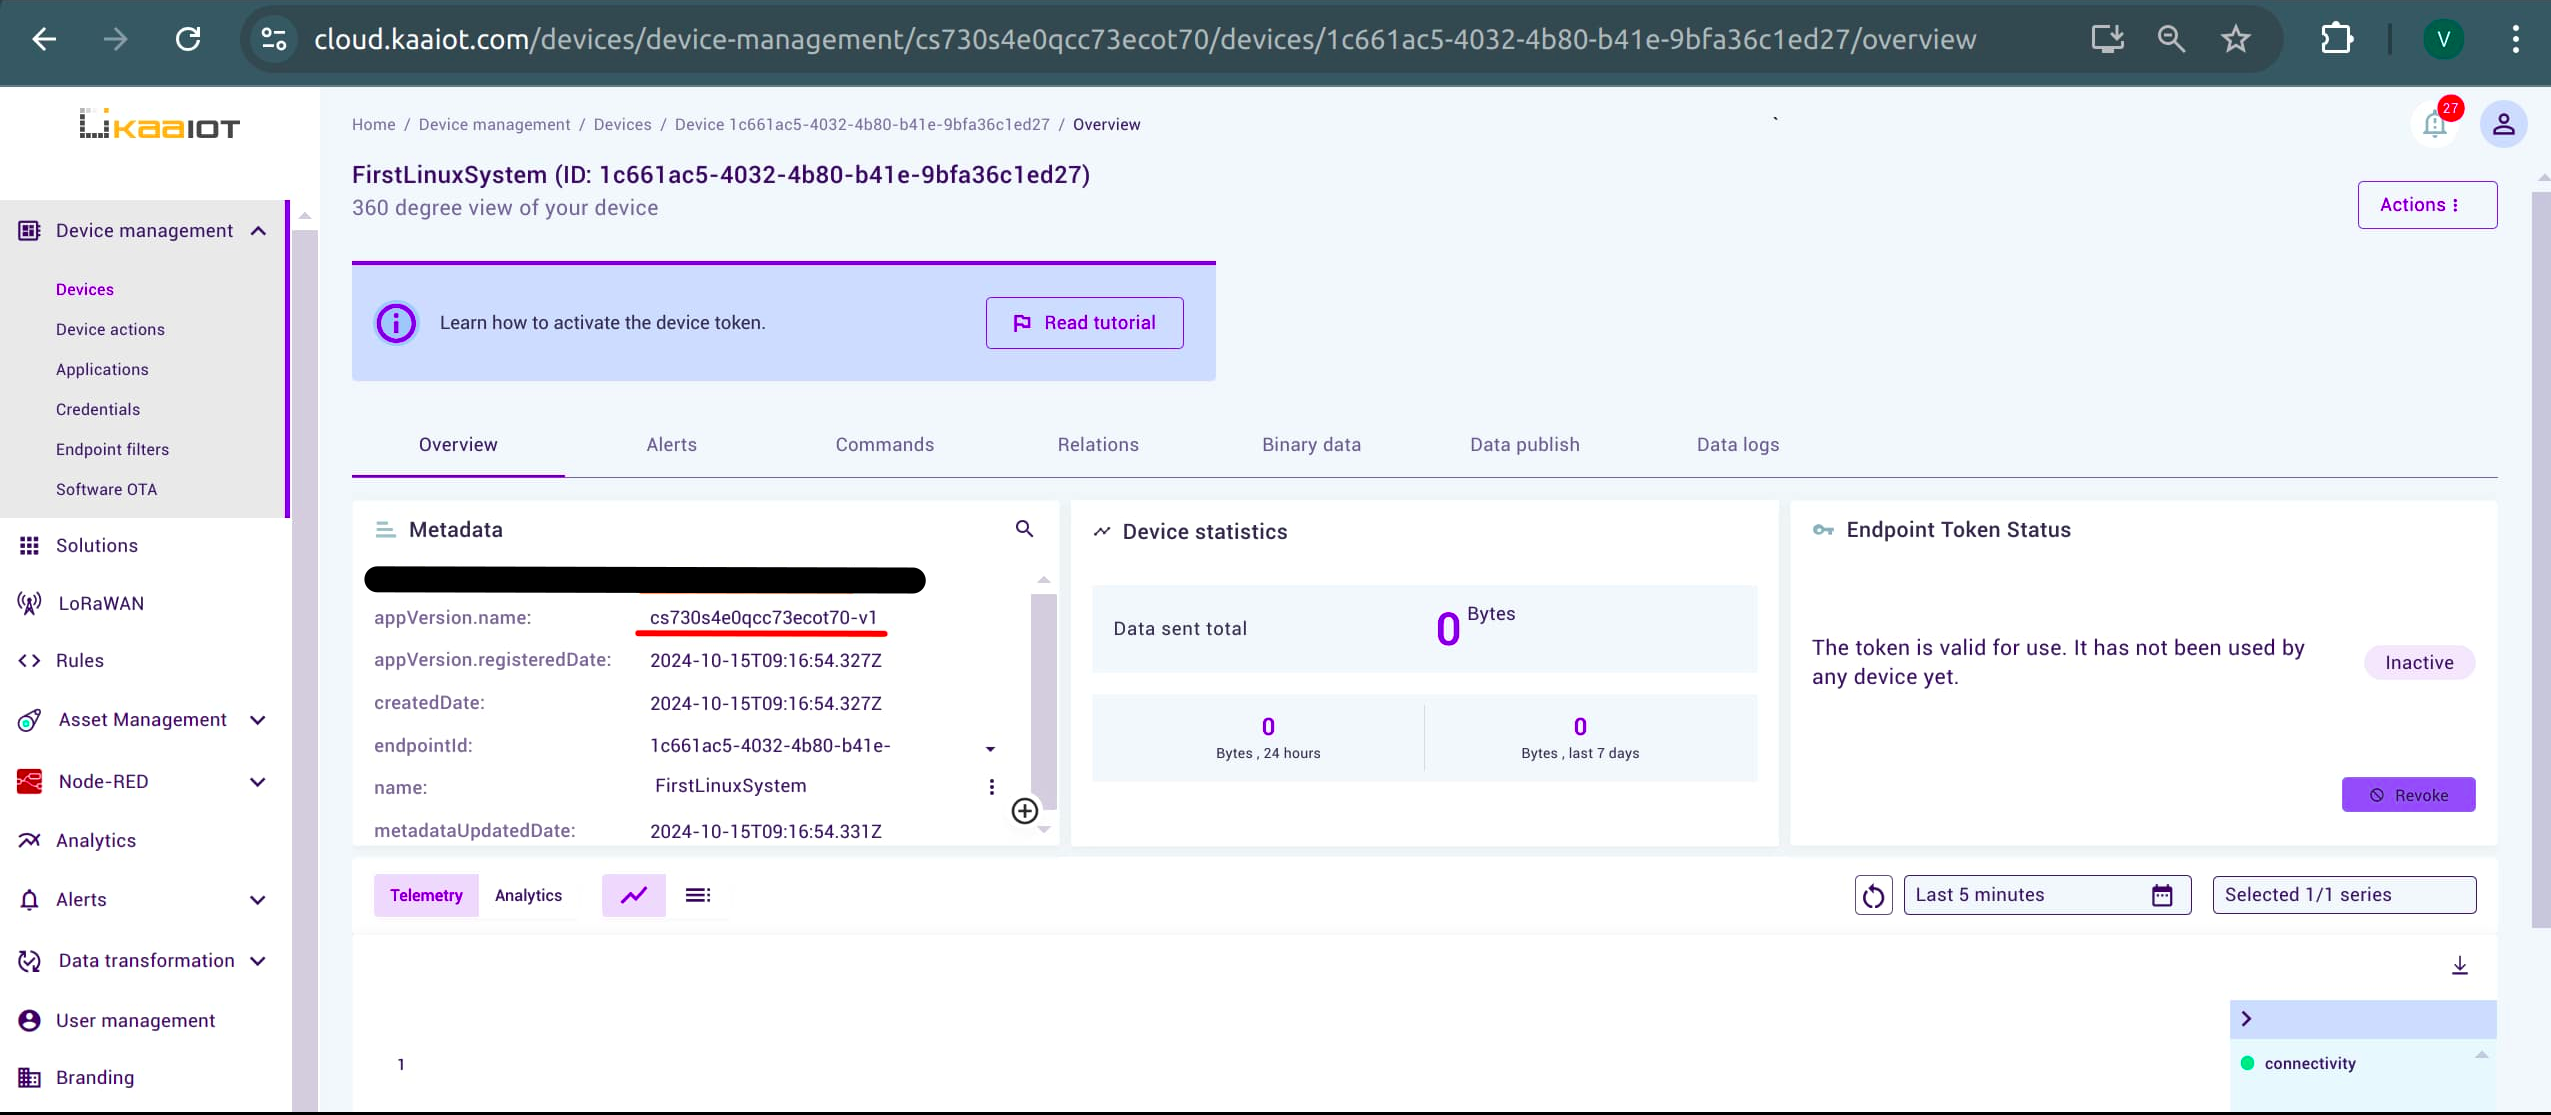 cloud.kaaiot.com/devices/device-management/cs730s4e0qcc73ecot70/devices/1c661ac5-4032-4b80-b41e-9bfa36c1ed27/overview
V
kaaIOT
Home / Device management / Devices / Device 1c661ac5-4032-4b80-b41e-9bfa36c1ed27 / Overview
27
FirstLinuxSystem (ID: 1c661ac5-4032-4b80-b41e-9bfa36c1ed27)
360 degree view of your device
Actions
Device management
Devices
Device actions
Applications
Credentials
Endpoint filters
Software OTA
Solutions
LoRaWAN
Rules
Asset Management
Node-RED
Analytics
Alerts
Data transformation
User management
Branding
Learn how to activate the device token.
Read tutorial
Overview Alerts Commands Relations Binary data Data publish Data logs
Metadata
appVersion.name: cs730s4e0qcc73ecot70-v1
appVersion.registeredDate: 2024-10-15T09:16:54.327Z
createdDate: 2024-10-15T09:16:54.327Z
endpointId: 1c661ac5-4032-4b80-b41e-
name: FirstLinuxSystem
metadataUpdatedDate: 2024-10-15T09:16:54.331Z
Device statistics
Data sent total 0 Bytes
0 0
Bytes , 24 hours Bytes , last 7 days
Endpoint Token Status
The token is valid for use. It has not been used by
any device yet.
Inactive
Revoke
Telemetry Analytics
Last 5 minutes
Selected 1/1 series
1
connectivity